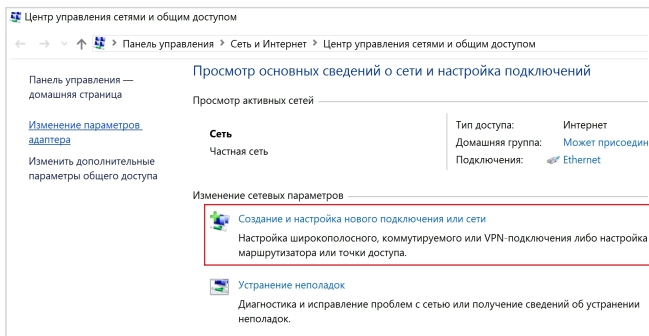 Центр управления сетями и общим доступом
Панель управления > Сеть и Интернет > Центр управления сетями и общим доступом
Панель управления —
домашняя страница
Изменение параметров
адаптера
Изменить дополнительные
параметры общего доступа
Просмотр основных сведений о сети и настройка подключений
Просмотр активных сетей
Сеть
Частная сеть
Тип доступа: Интернет
Домашняя группа: Может присоедин
Подключения: Ethernet
Изменение сетевых параметров
Создание и настройка нового подключения или сети
Настройка широкополосного, коммутируемого или VPN-подключения либо настройка
маршрутизатора или точки доступа.
Устранение неполадок
Диагностика и исправление проблем с сетью или получение сведений об устранении
неполадок.